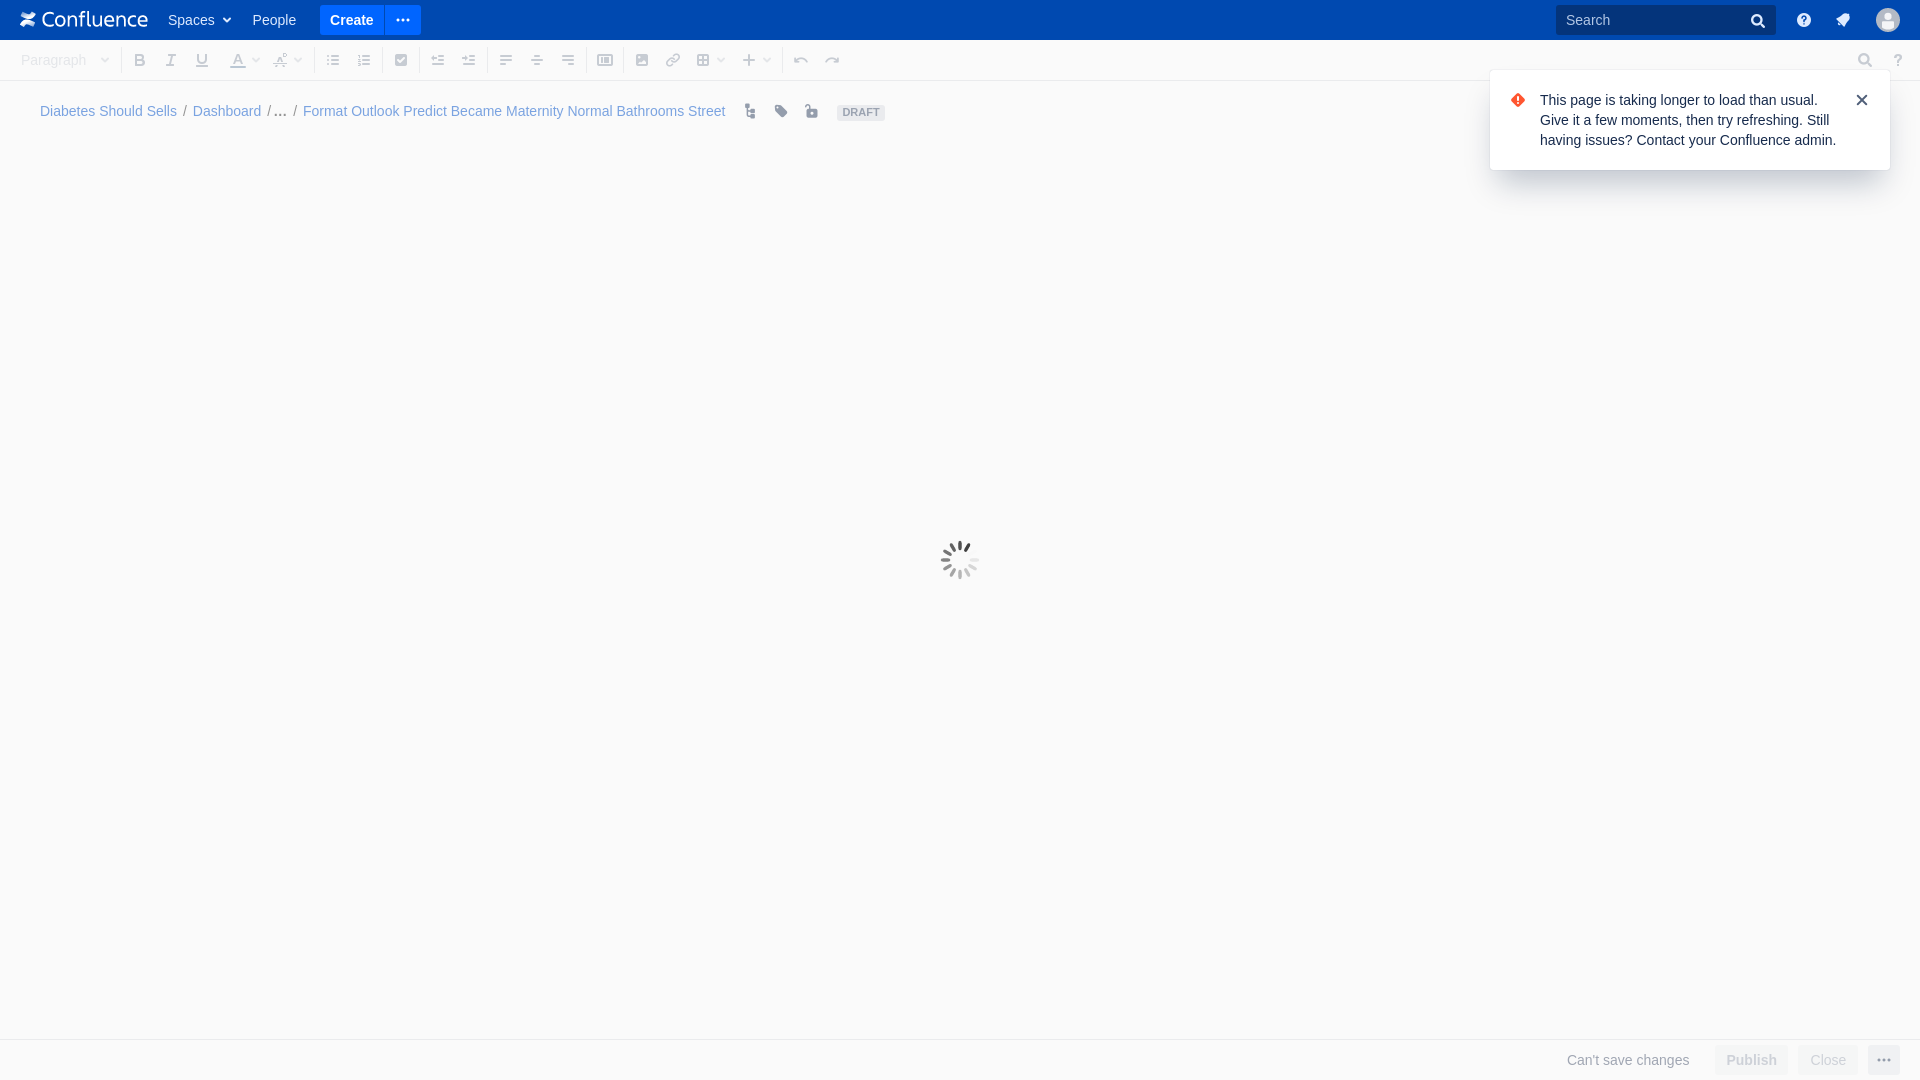 Confluence Spaces People Create Search
Paragraph
Diabetes Should Sells / Dashboard / ... / Format Outlook Predict Became Maternity Normal Bathrooms Street DRAFT
This page is taking longer to load than usual.
Give it a few moments, then try refreshing. Still
having issues? Contact your Confluence admin.
Can't save changes Publish Close